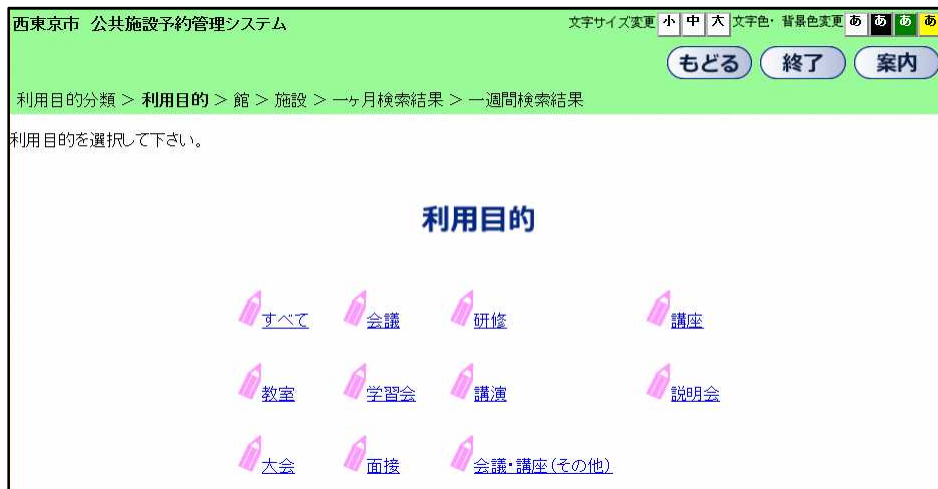 西東京市 公共施設予約管理システム 文字サイズ変更 小 中 大 文字色・背景色変更 あ あ あ あ
もどる 終了 案内
利用目的分類 > 利用目的 > 館 > 施設 > 一ヶ月検索結果 > 一週間検索結果
利用目的を選択して下さい。
利用目的
すべて 会議 研修 講座
教室 学習会 講演 説明会
大会 面接 会議・講座(その他)